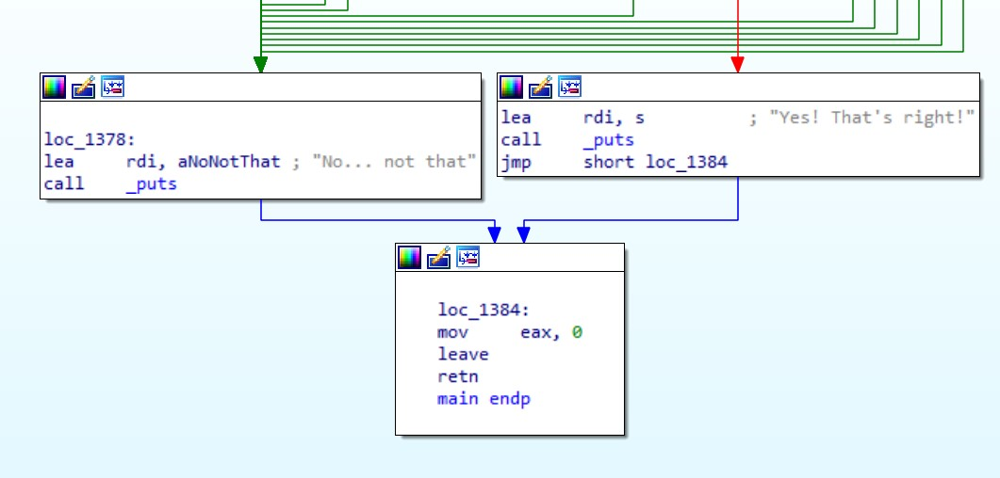 loc_1378:
lea rdi, aNoNotThat ; "No... not that"
call _puts
lea rdi, s ; "Yes! That's right!"
call _puts
jmp short loc_1384
loc_1384:
mov eax, 0
leave
retn
main endp